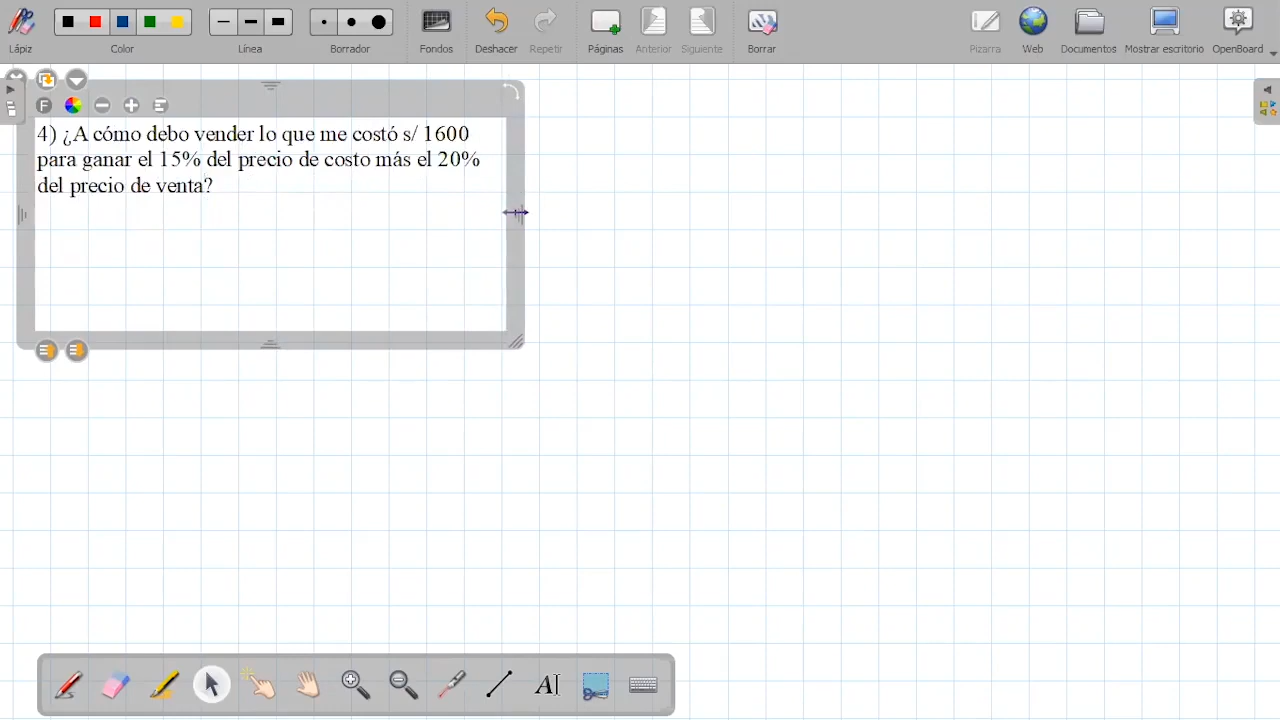 Lápiz
Color
Línea
Borrador
Fondos
Deshacer
Repetir
Páginas
Anterior
Siguiente
Borrar
Pizarra
Web
Documentos
Mostrar escritorio
OpenBoard
F
4) ¿A cómo debo vender lo que me costó s/ 1600
para ganar el 15% del precio de costo más el 20%
del precio de venta?
A